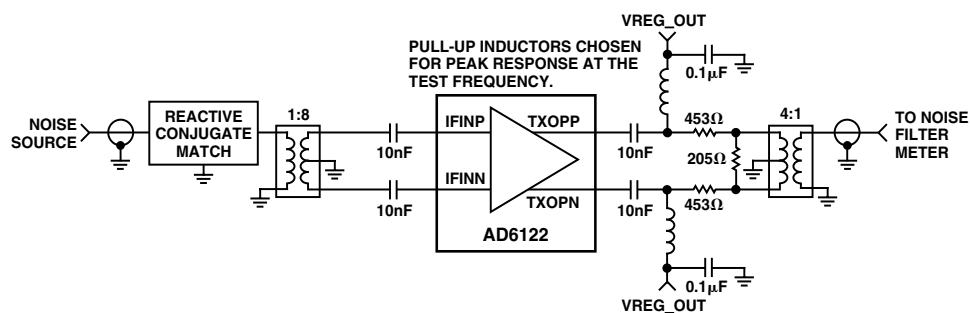 VREG_OUT
PULL-UP INDUCTORS CHOSEN
FOR PEAK RESPONSE AT THE
TEST FREQUENCY.
0.1μF
NOISE
SOURCE
REACTIVE
CONJUGATE
MATCH
1:8
10nF
10nF
IFINP
IFINN
TXOPP
TXOPN
AD6122
10nF
10nF
453Ω
205Ω
453Ω
4:1
TO NOISE
FILTER
METER
0.1μF
VREG_OUT